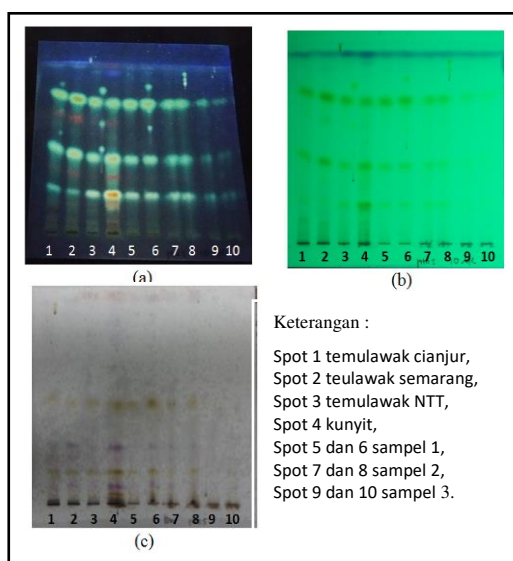 1 2 3 4 5 6 7 8 9 10
(a)
1 2 3 4 5 6 7 8 9 10
(b)
1 2 3 4 5 6 7 8 9 10
(c)
Keterangan :
Spot 1 temulawak cianjur,
Spot 2 teulawak semarang,
Spot 3 temulawak NTT,
Spot 4 kunyit,
Spot 5 dan 6 sampel 1,
Spot 7 dan 8 sampel 2,
Spot 9 dan 10 sampel 3.